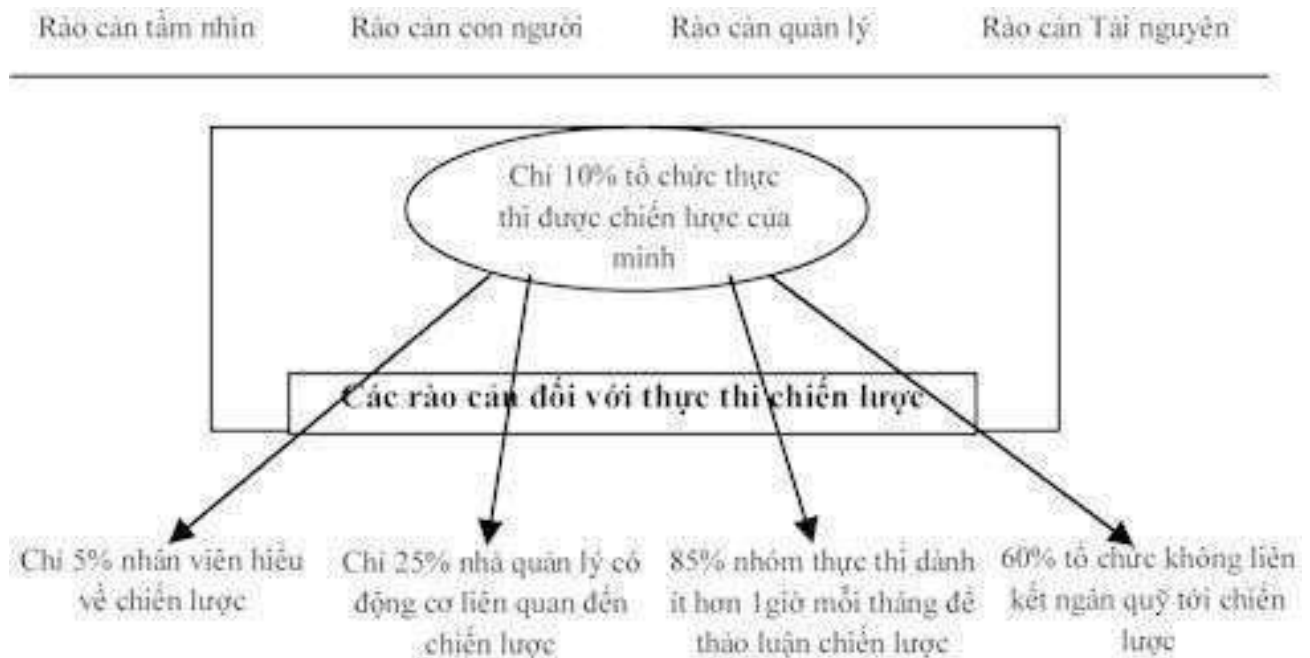 Rào cản tầm nhìn
Rào cản con người
Rào cản quản lý
Rào cản Tài nguyên
Chỉ 10% tổ chức thực
thi được chiến lược của
mình
Các rào cản đối với thực thi chiến lược
Chỉ 5% nhân viên hiểu
về chiến lược
Chỉ 25% nhà quản lý có
động cơ liên quan đến
chiến lược
85% nhóm thực thi dành
ít hơn 1giờ mỗi tháng để
thảo luận chiến lược
60% tổ chức không liên
kết ngân quỹ tới chiến
lược